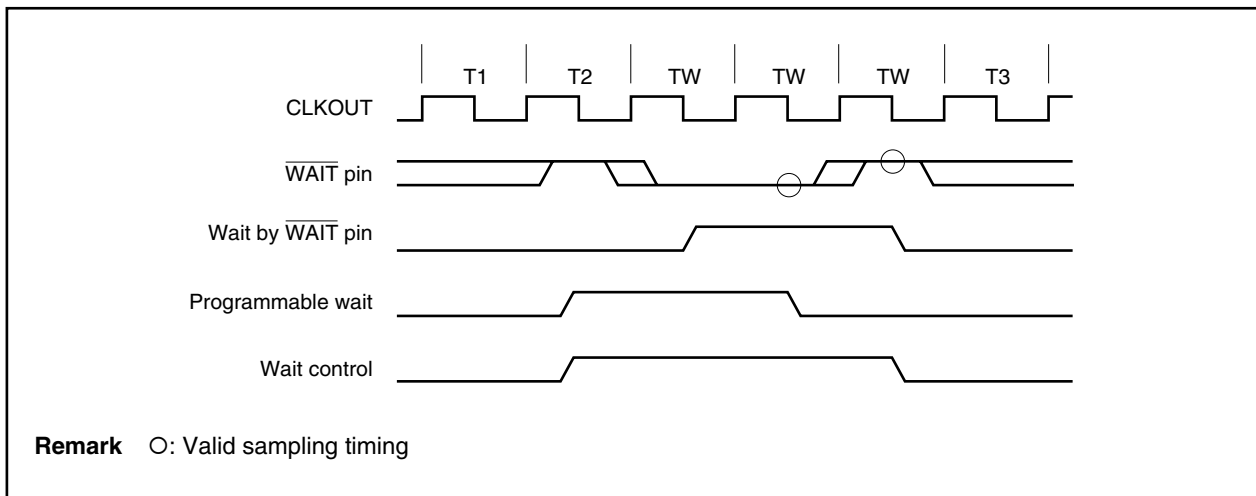 T1 T2 TW TW TW T3
CLKOUT
WAIT pin
Wait by WAIT pin
Programmable wait
Wait control
Remark ○: Valid sampling timing